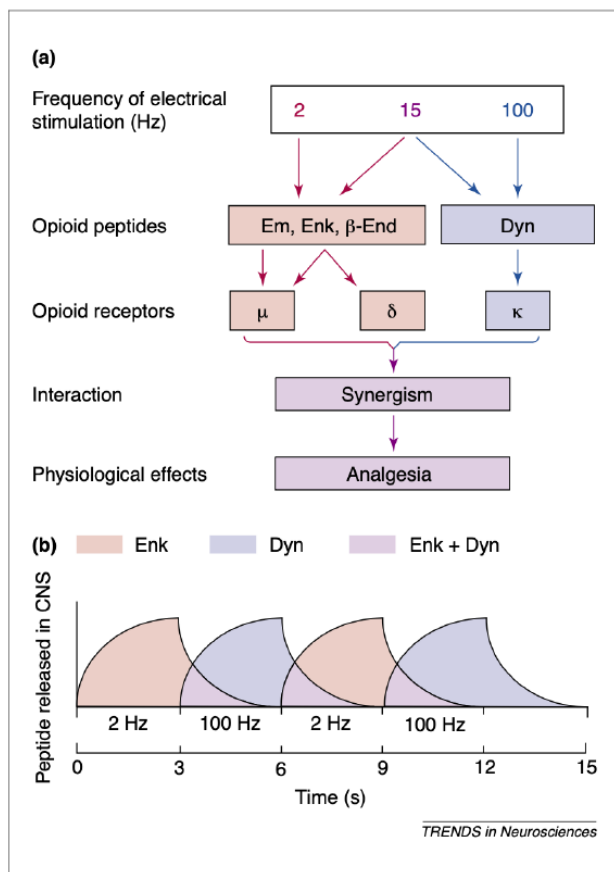 (a)
Frequency of electrical
stimulation (Hz)
2 15 100
Opioid peptides
Em, Enk, β-End
Dyn
Opioid receptors
μ
δ
κ
Interaction
Synergism
Physiological effects
Analgesia
(b)
Enk
Dyn
Enk + Dyn
Peptide released in CNS
2 Hz 100 Hz 2 Hz 100 Hz
0 3 6 9 12 15
Time (s)
TRENDS in Neurosciences